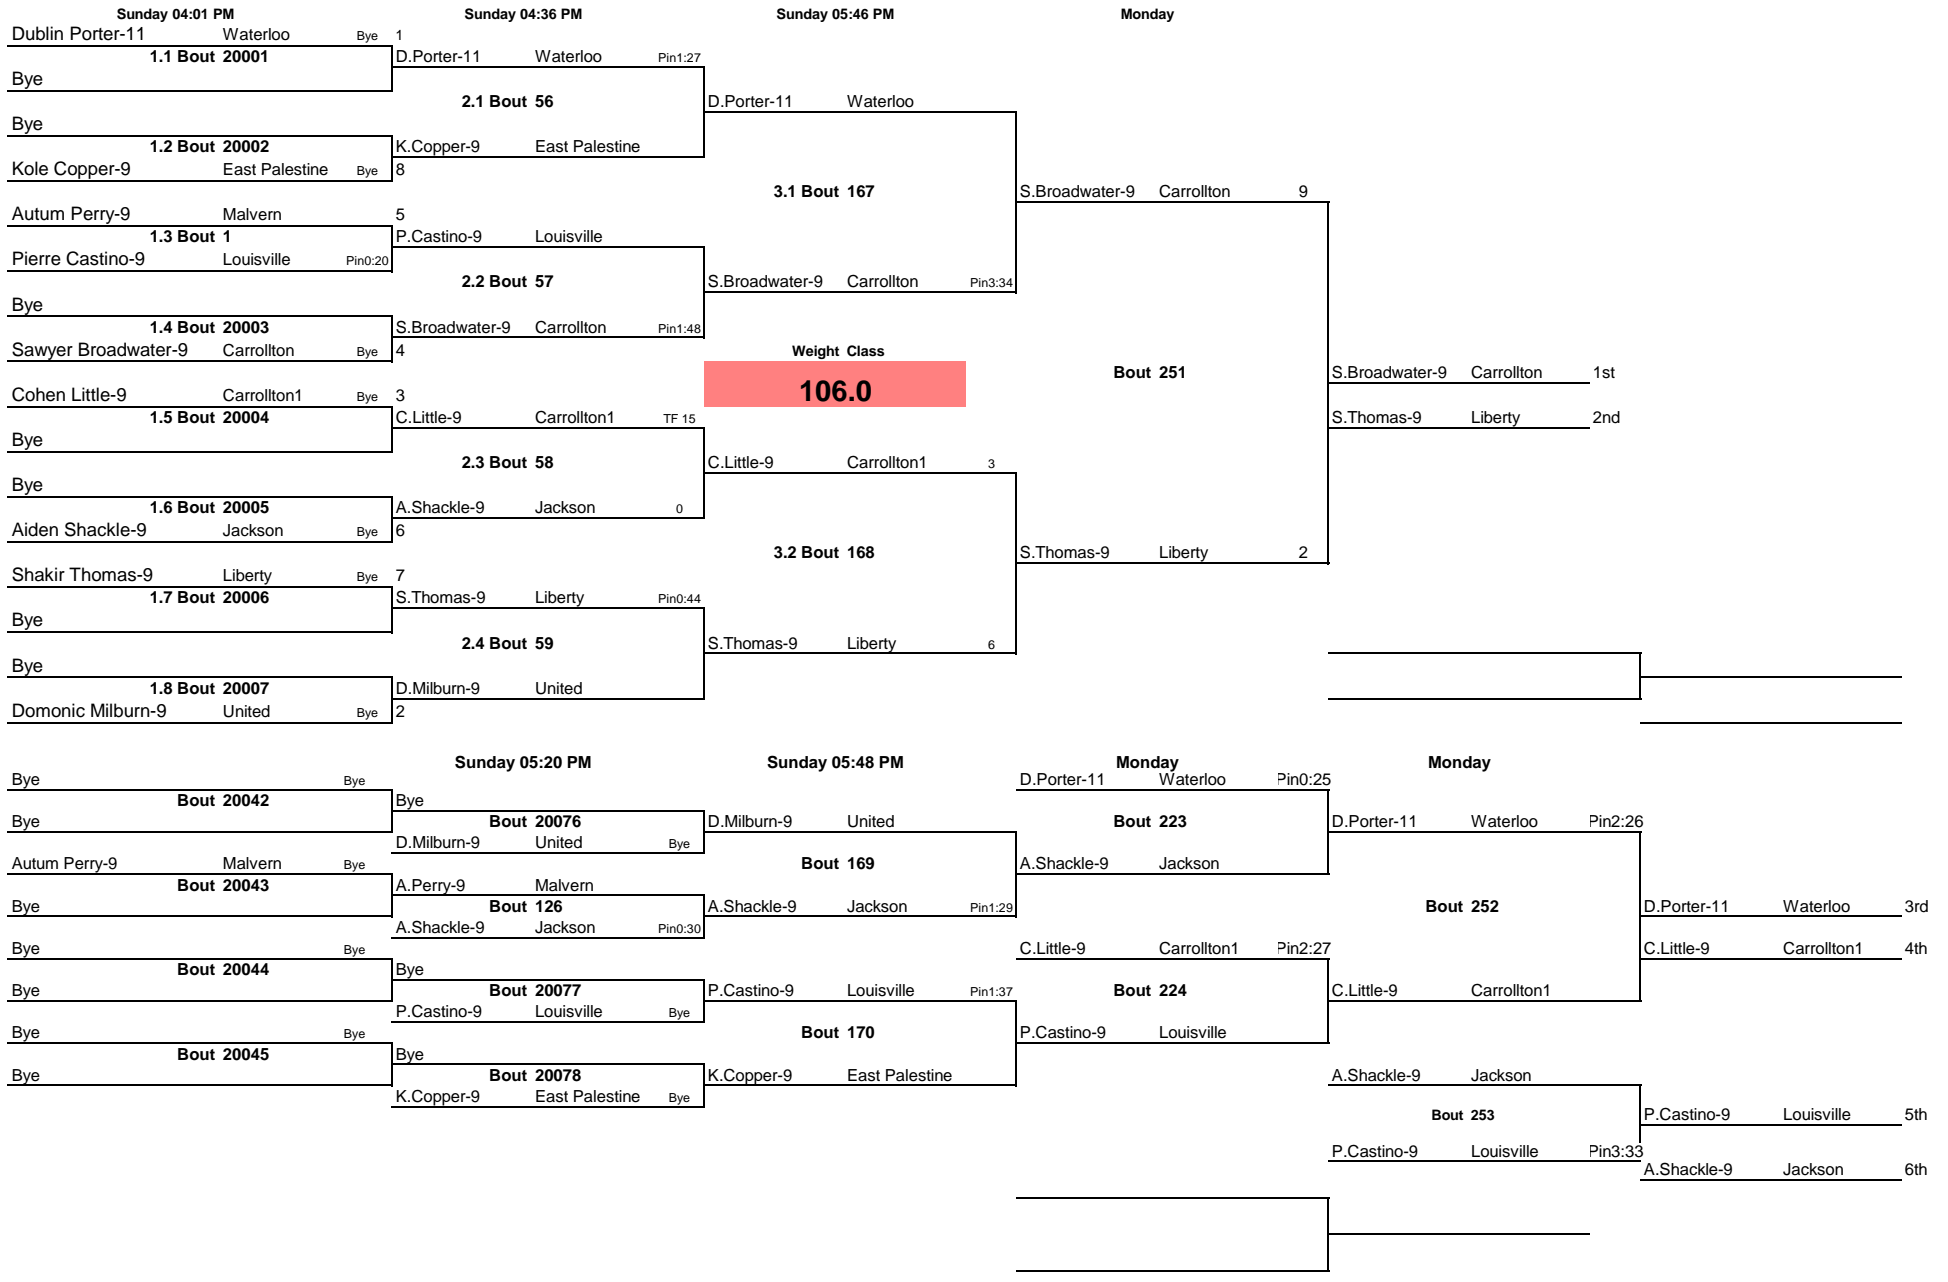 Sunday 04:01 PM Sunday 04:36 PM Sunday 05:46 PM Monday
Dublin Porter-11 Waterloo Bye 1
1.1 Bout 20001 D.Porter-11 Waterloo Pin1:27
Bye
2.1 Bout 56 D.Porter-11 Waterloo
Bye
1.2 Bout 20002 K.Copper-9 East Palestine
Kole Copper-9 East Palestine Bye 8
3.1 Bout 167 S.Broadwater-9 Carrollton 9
Autum Perry-9 Malvern 5
1.3 Bout 1 P.Castino-9 Louisville
Pierre Castino-9 Louisville Pin0:20
2.2 Bout 57 S.Broadwater-9 Carrollton Pin3:34
Bye
1.4 Bout 20003 S.Broadwater-9 Carrollton Pin1:48
Sawyer Broadwater-9 Carrollton Bye 4 Weight Class
Bout 251 S.Broadwater-9 Carrollton 1st
Cohen Little-9 Carrollton1 Bye 3 106.0
1.5 Bout 20004 C.Little-9 Carrollton1 TF 15 S.Thomas-9 Liberty 2nd
Bye
2.3 Bout 58 C.Little-9 Carrollton1 3
Bye
1.6 Bout 20005 A.Shackle-9 Jackson 0
Aiden Shackle-9 Jackson Bye 6
3.2 Bout 168 S.Thomas-9 Liberty 2
Shakir Thomas-9 Liberty Bye 7
1.7 Bout 20006 S.Thomas-9 Liberty Pin0:44
Bye
2.4 Bout 59 S.Thomas-9 Liberty 6
Bye
1.8 Bout 20007 D.Milburn-9 United
Domonic Milburn-9 United Bye 2
Sunday 05:20 PM Sunday 05:48 PM Monday Monday
Bye Bye D.Porter-11 Waterloo Pin0:25
Bout 20042 Bye
Bye Bout 20076 D.Milburn-9 United Bout 223 D.Porter-11 Waterloo Pin2:26
D.Milburn-9 United Bye
Autum Perry-9 Malvern Bye Bout 169 A.Shackle-9 Jackson
Bout 20043 A.Perry-9 Malvern
Bye Bout 126 A.Shackle-9 Jackson Pin1:29 Bout 252 D.Porter-11 Waterloo 3rd
A.Shackle-9 Jackson Pin0:30
Bye Bye C.Little-9 Carrollton1 Pin2:27 C.Little-9 Carrollton1 4th
Bout 20044 Bye
Bye Bout 20077 P.Castino-9 Louisville Pin1:37 Bout 224 C.Little-9 Carrollton1
P.Castino-9 Louisville Bye
Bye Bye Bout 170 P.Castino-9 Louisville
Bout 20045 Bye
Bye Bout 20078 K.Copper-9 East Palestine A.Shackle-9 Jackson
K.Copper-9 East Palestine Bye
Bout 253 P.Castino-9 Louisville 5th
P.Castino-9 Louisville Pin3:33
A.Shackle-9 Jackson 6th